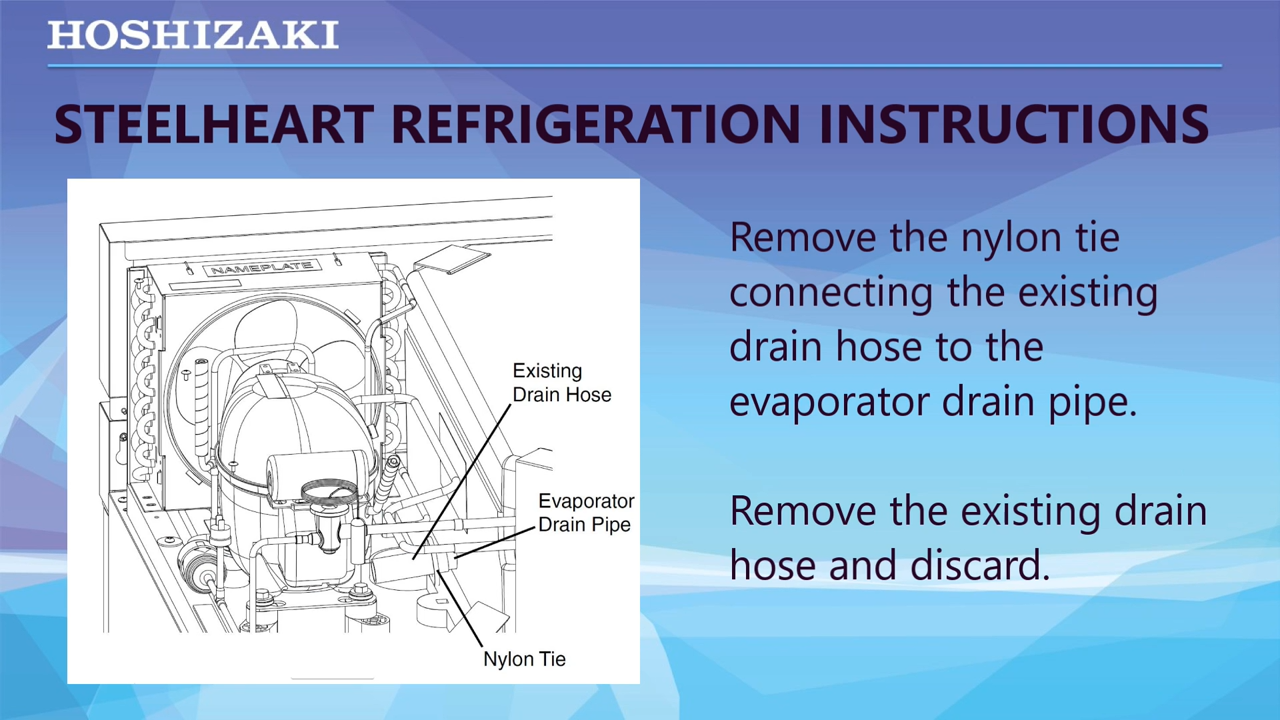 HOSHIZAKI
STEELHEART REFRIGERATION INSTRUCTIONS
NAMEPLATE
Existing
Drain Hose
Evaporator
Drain Pipe
Nylon Tie
Remove the nylon tie
connecting the existing
drain hose to the
evaporator drain pipe.
Remove the existing drain
hose and discard.